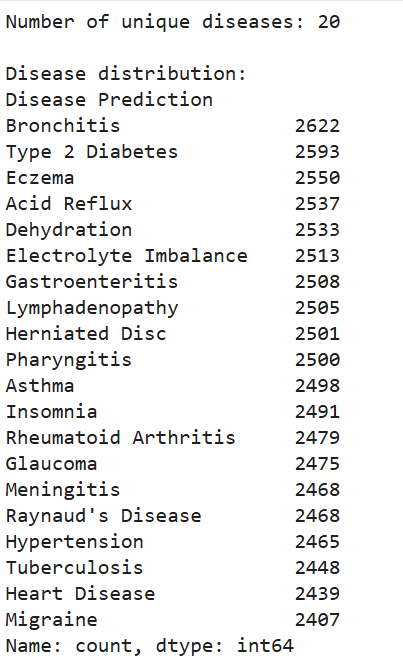 Number of unique diseases: 20

Disease distribution:
Disease Prediction
Bronchitis               2622
Type 2 Diabetes          2593
Eczema                   2550
Acid Reflux              2537
Dehydration              2533
Electrolyte Imbalance    2513
Gastroenteritis          2508
Lymphadenopathy          2505
Herniated Disc           2501
Pharyngitis              2500
Asthma                   2498
Insomnia                 2491
Rheumatoid Arthritis     2479
Glaucoma                 2475
Meningitis               2468
Raynaud's Disease        2468
Hypertension             2465
Tuberculosis             2448
Heart Disease            2439
Migraine                 2407
Name: count, dtype: int64